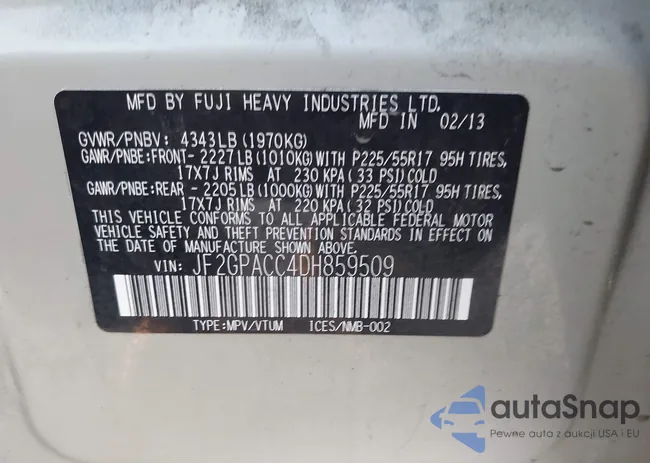 MFD BY FUJI HEAVY INDUSTRIES LTD.
MFD IN 02/13
GVWR/PNBV: 4343LB(1970KG)
GAWR/PNBE:FRONT- 2227LB(1010KG)WITH P225/55R17 95H TIRES,
17X7J RIMS AT 230 KPA(33 PSI)COLD
GAWR/PNBE:REAR - 2205LB(1000KG)WITH P225/55R17 95H TIRES,
17X7J RIMS AT 220 KPA(32 PSI)COLD
THIS VEHICLE CONFORMS TO ALL APPLICABLE FEDERAL MOTOR
VEHICLE SAFETY AND THEFT PREVENTION STANDARDS IN EFFECT ON
THE DATE OF MANUFACTURE SHOWN ABOVE.
VIN: JF2GPACC4DH859509
TYPE:MPV/VTUM ICES/NMB-002
autaSnap
Pewne auta z aukcji USA i EU